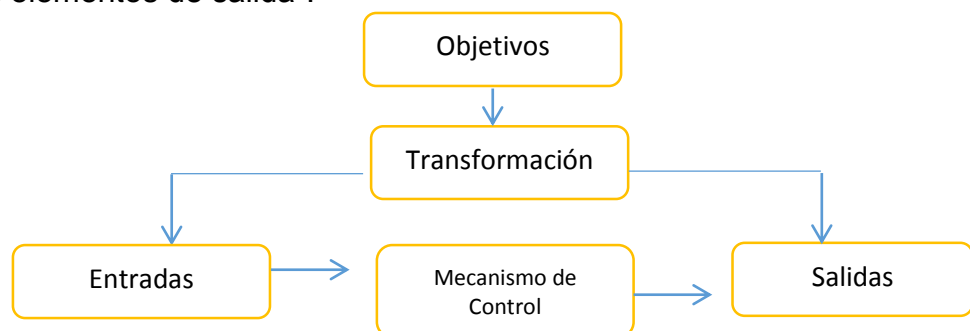 elementos de salida".
Objetivos
Transformación
Entradas
Mecanismo de
Control
Salidas